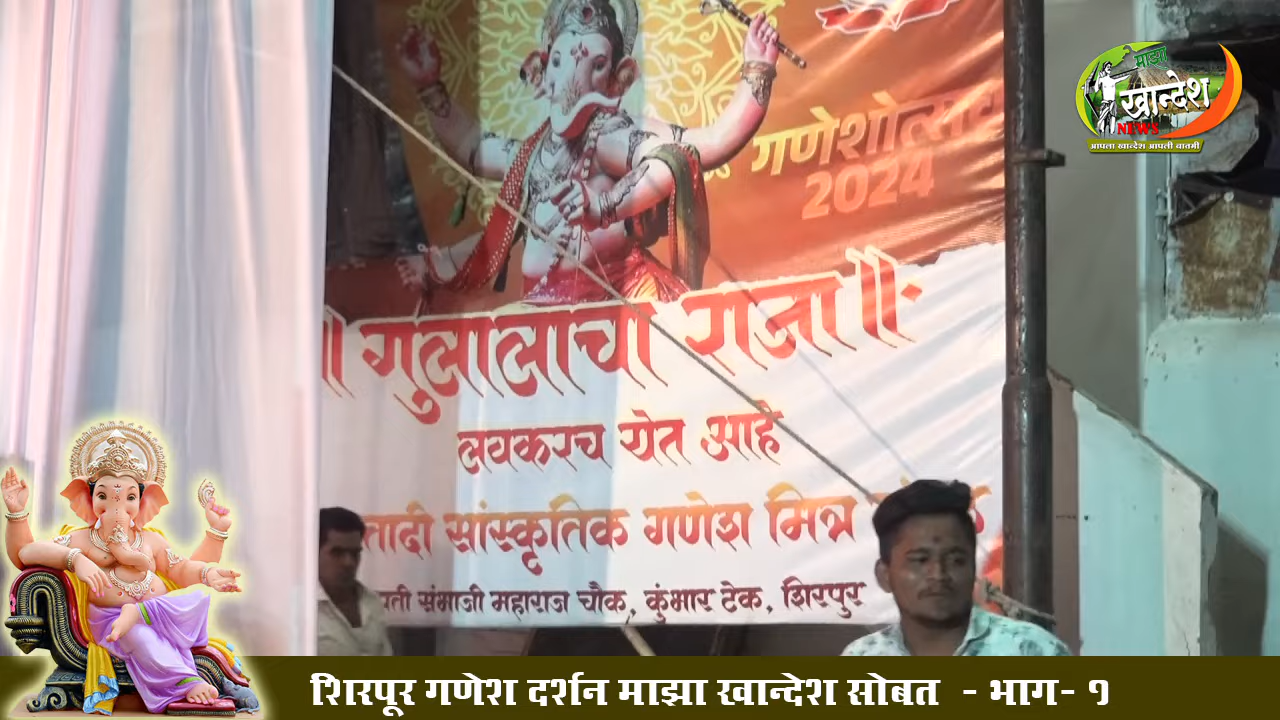 माझा
खान्देश
NEWS
आपला खान्देश आपली बातमी
गणेशोत्सव
2024
॥ गुलालाचा राजा ॥
लवकरच येत आहे
सांस्कृतिक गणेश मित्र
संभाजी महाराज चौक, कुंभार टेक, शिरपुर
शिरपूर गणेश दर्शन माझा खान्देश सोबत - भाग- १